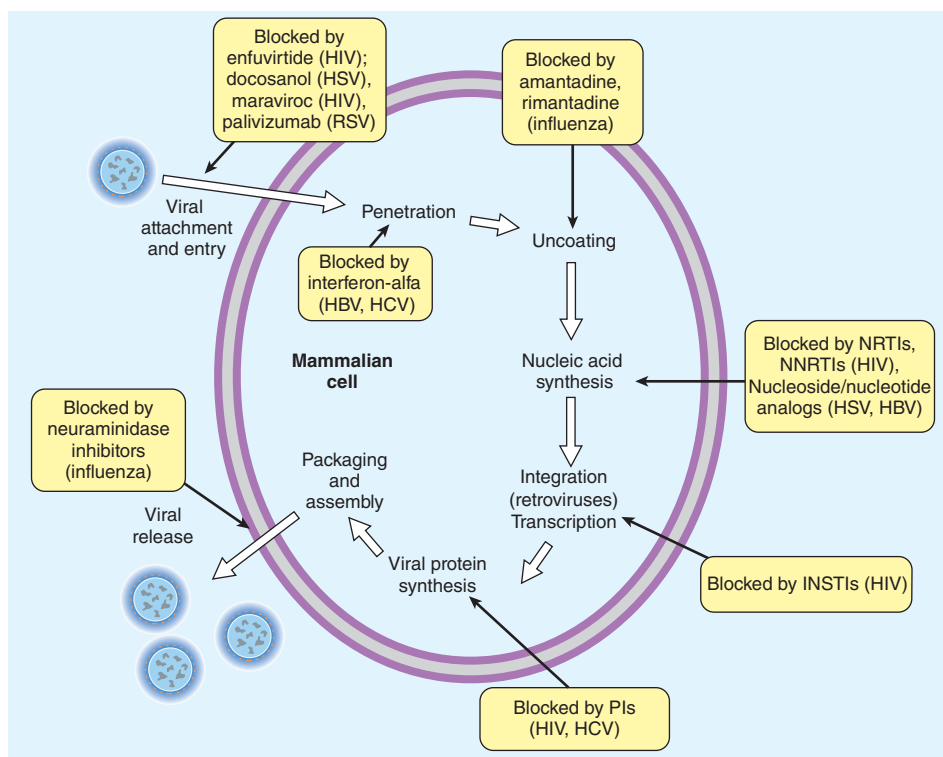 Blocked by
enfuvirtide (HIV);
docosanol (HSV),
maraviroc (HIV),
palivizumab (RSV)
Blocked by
amantadine,
rimantadine
(influenza)
Viral
attachment
and entry
Penetration
Uncoating
Blocked by
interferon-alfa
(HBV, HCV)
Mammalian
cell
Nucleic acid
synthesis
Blocked by NRTIs,
NNRTIs (HIV),
Nucleoside/nucleotide
analogs (HSV, HBV)
Blocked by
neuraminidase
inhibitors
(influenza)
Packaging
and
assembly
Integration
(retroviruses)
Transcription
Viral
release
Viral protein
synthesis
Blocked by INSTIs (HIV)
Blocked by PIs
(HIV, HCV)